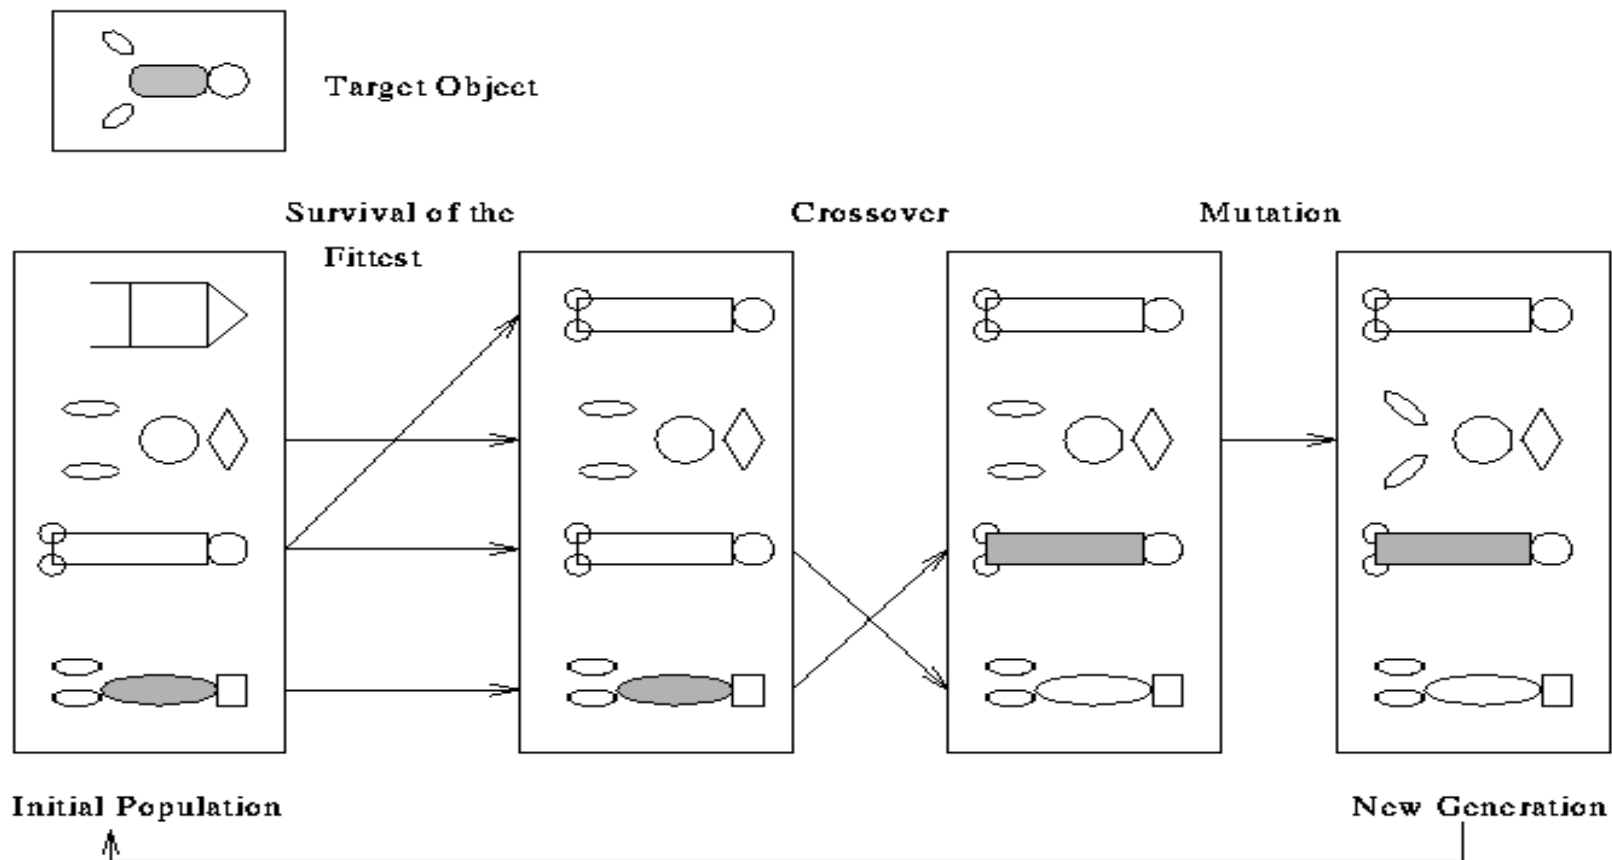 Target Object
Survival of the
Fittest
Crossover
Mutation
Initial Population
New Generation